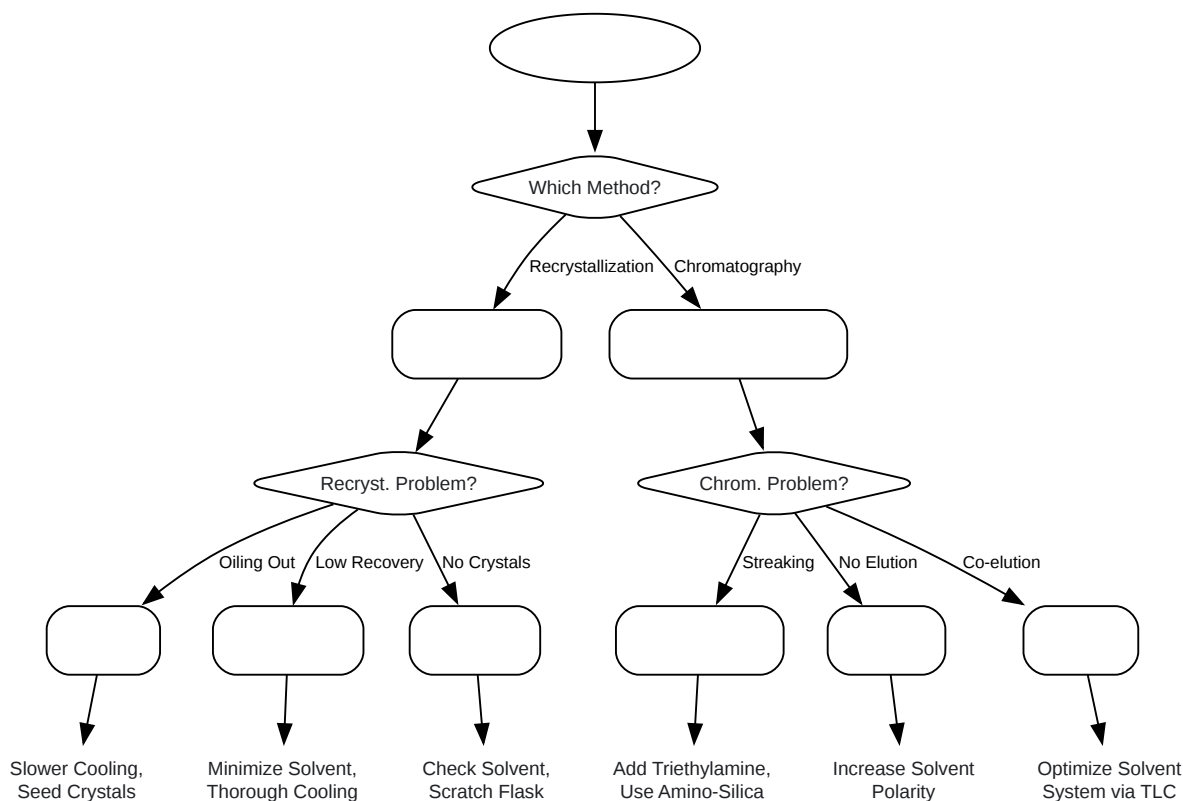 Which Method?
Recrystallization
Chromatography
Recryst. Problem?
Chrom. Problem?
Oiling Out
Low Recovery
No Crystals
Streaking
No Elution
Co-elution
Slower Cooling,
Seed Crystals
Minimize Solvent,
Thorough Cooling
Check Solvent,
Scratch Flask
Add Triethylamine,
Use Amino-Silica
Increase Solvent
Polarity
Optimize Solvent
System via TLC